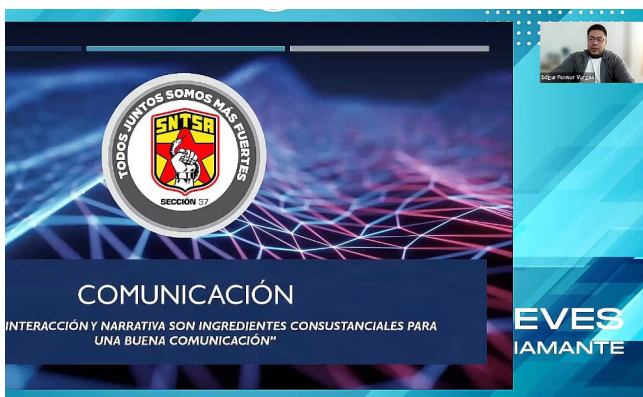 Edgar Ferwar Vargas
TODOS JUNTOS SOMOS MÁS FUERTES
SNTSA
SECCIÓN 37
COMUNICACIÓN
INTERACCIÓN Y NARRATIVA SON INGREDIENTES CONSUSTANCIALES PARA
UNA BUENA COMUNICACIÓN"
EVES
IAMANTE